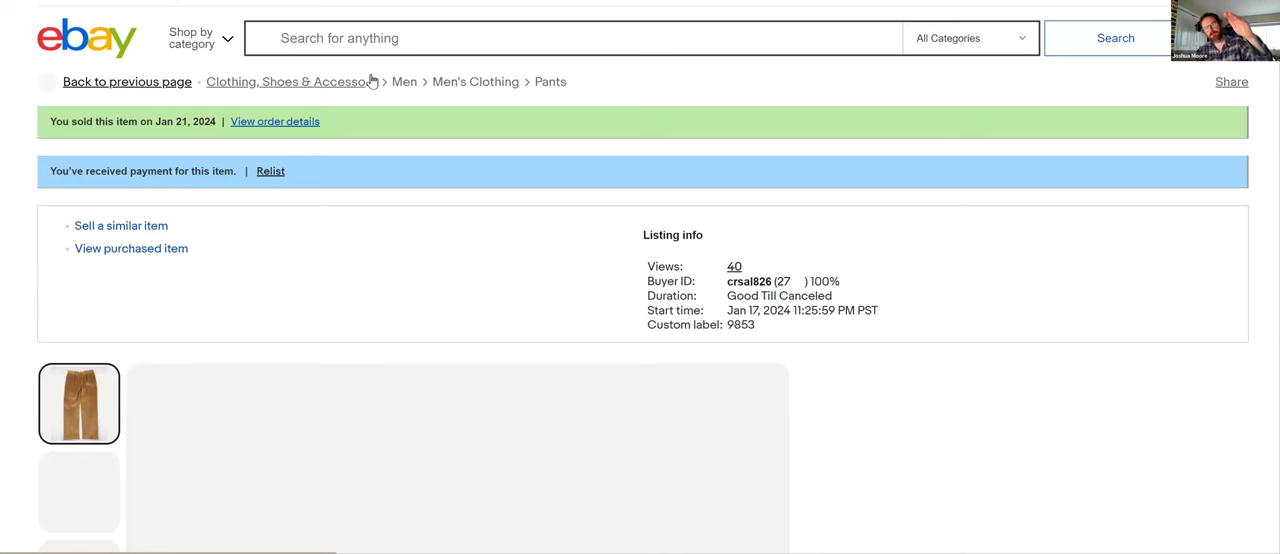 ebay
Shop by category
Search for anything
All Categories
Search
Joshua Moore
Back to previous page
Clothing, Shoes & Accesso > Men > Men's Clothing > Pants
Share
You sold this item on Jan 21, 2024 | View order details
You've received payment for this item. | Relist
Sell a similar item
View purchased item
Listing info
Views: 40
Buyer ID: crsal826 (27 ) 100%
Duration: Good Till Canceled
Start time: Jan 17, 2024 11:25:59 PM PST
Custom label: 9853